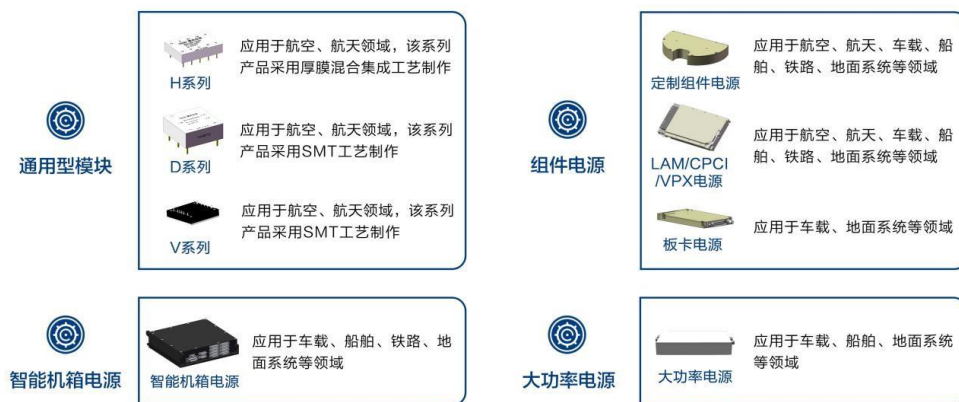 通用型模块
H系列
应用于航空、航天领域，该系列
产品采用厚膜混合集成工艺制作
D系列
应用于航空、航天领域，该系列
产品采用SMT工艺制作
V系列
应用于航空、航天领域，该系列
产品采用SMT工艺制作
组件电源
定制组件电源
应用于航空、航天、车载、船
舶、铁路、地面系统等领域
LAM/CPCI
/VPX电源
应用于航空、航天、车载、船
舶、铁路、地面系统等领域
板卡电源
应用于车载、地面系统等领域
智能机箱电源
智能机箱电源
应用于车载、船舶、铁路、地
面系统等领域
大功率电源
大功率电源
应用于车载、船舶、地面系统
等领域